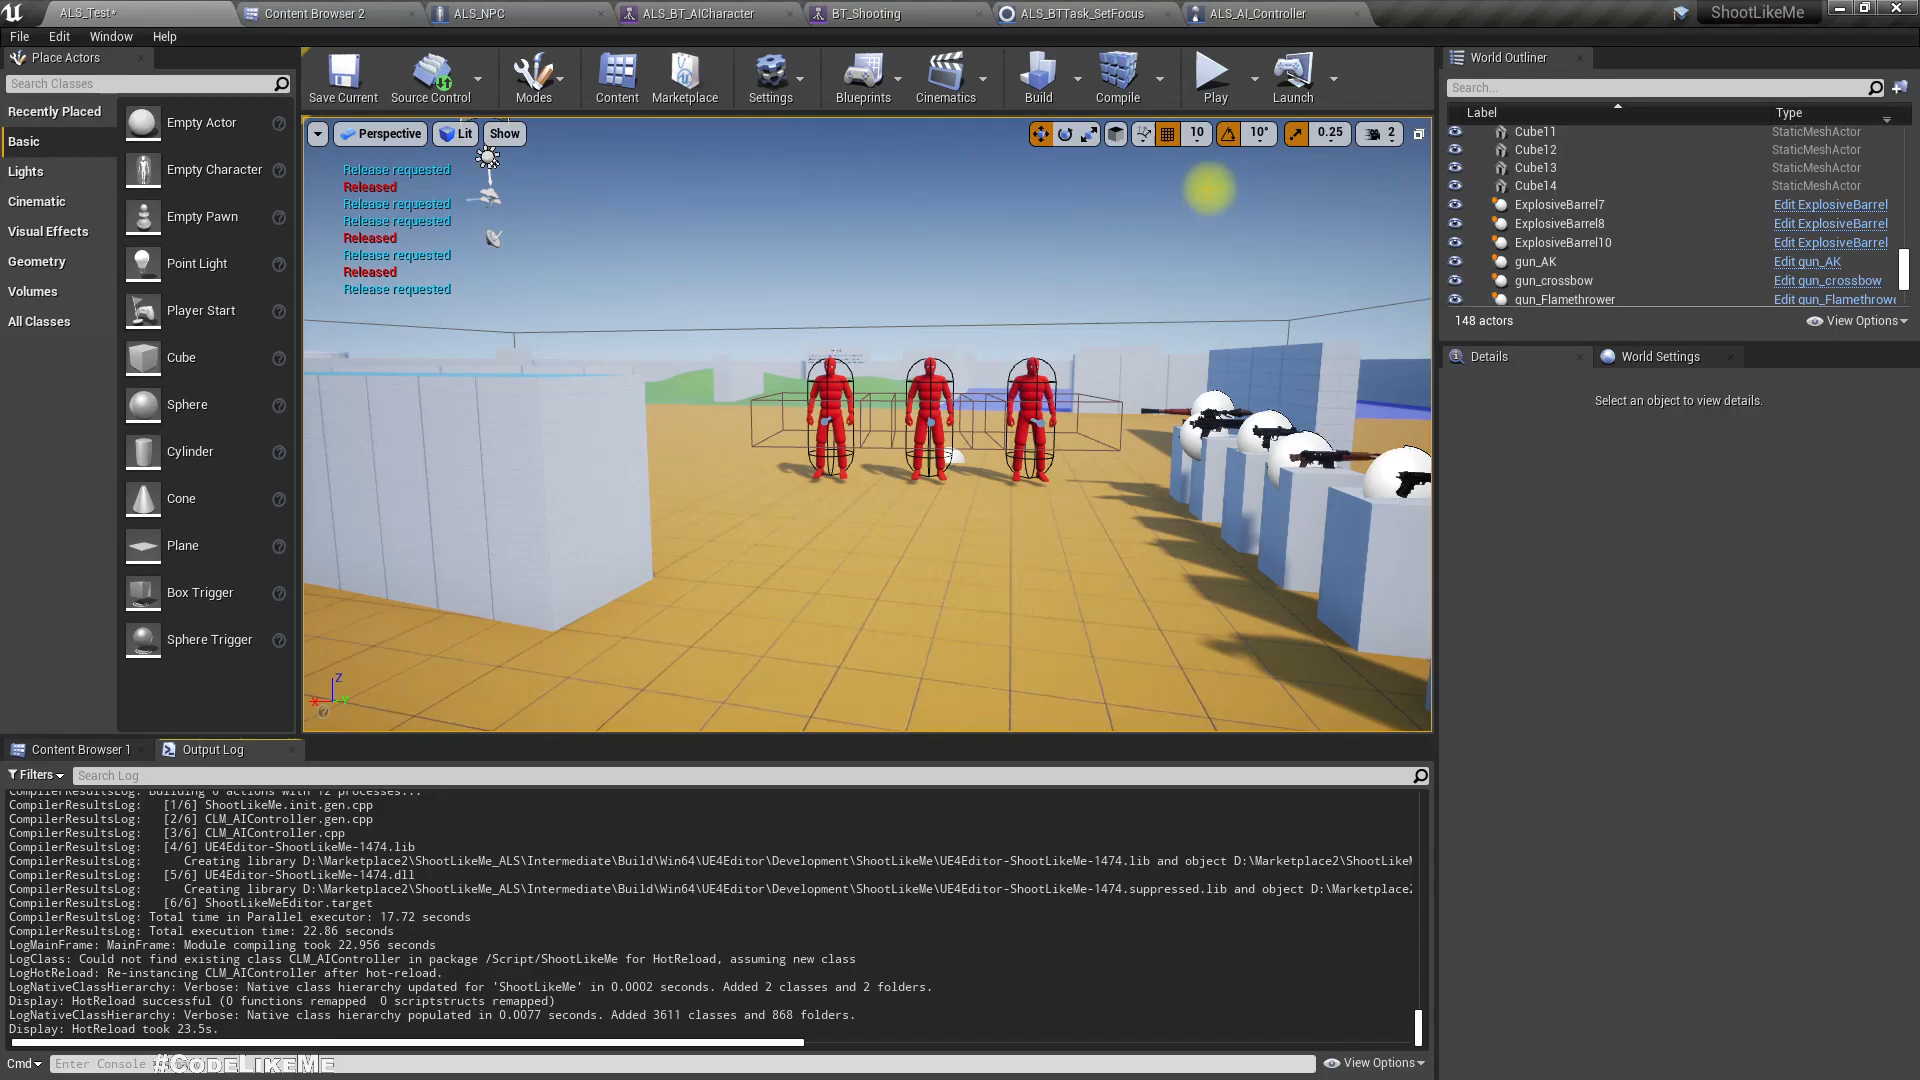 ALS_Test*
Content Browser 2
ALS_NPC
ALS_BT_AICharacter
BT_Shooting
ALS_BTTask_SetFocus
ALS_AI_Controller
ShootLikeMe
File
Edit
Window
Help
Place Actors
Search Classes
Recently Placed
Basic
Lights
Cinematic
Visual Effects
Geometry
Volumes
All Classes
Empty Actor
Empty Character
Empty Pawn
Point Light
Player Start
Cube
Sphere
Cylinder
Cone
Plane
Box Trigger
Sphere Trigger
Save Current
Source Control
Modes
Content
Marketplace
Settings
Blueprints
Cinematics
Build
Compile
Play
Launch
Perspective
Lit
Show
10
10°
0.25
2
Release requested
Released
Release requested
Release requested
Released
Release requested
Released
Release requested
Z
X
Y
World Outliner
Search...
Label
Type
Cube11
StaticMeshActor
Cube12
StaticMeshActor
Cube13
StaticMeshActor
Cube14
StaticMeshActor
ExplosiveBarrel7
Edit ExplosiveBarrel
ExplosiveBarrel8
Edit ExplosiveBarrel
ExplosiveBarrel10
Edit ExplosiveBarrel
gun_AK
Edit gun_AK
gun_crossbow
Edit gun_crossbow
gun_Flamethrower
Edit gun_Flamethrowe
148 actors
View Options
Details
World Settings
Select an object to view details.
Content Browser 1
Output Log
Filters
Search Log
CompilerResultsLog: Building 6 actions with 12 processes...
CompilerResultsLog:   [1/6] ShootLikeMe.init.gen.cpp
CompilerResultsLog:   [2/6] CLM_AIController.gen.cpp
CompilerResultsLog:   [3/6] CLM_AIController.cpp
CompilerResultsLog:   [4/6] UE4Editor-ShootLikeMe-1474.lib
CompilerResultsLog:      Creating library D:\Marketplace2\ShootLikeMe_ALS\Intermediate\Build\Win64\UE4Editor\Development\ShootLikeMe\UE4Editor-ShootLikeMe-1474.lib and object D:\Marketplace2\ShootLikeM
CompilerResultsLog:   [5/6] UE4Editor-ShootLikeMe-1474.dll
CompilerResultsLog:      Creating library D:\Marketplace2\ShootLikeMe_ALS\Intermediate\Build\Win64\UE4Editor\Development\ShootLikeMe\UE4Editor-ShootLikeMe-1474.suppressed.lib and object D:\Marketplace2
CompilerResultsLog:   [6/6] ShootLikeMeEditor.target
CompilerResultsLog: Total time in Parallel executor: 17.72 seconds
CompilerResultsLog: Total execution time: 22.86 seconds
LogMainFrame: MainFrame: Module compiling took 22.956 seconds
LogClass: Could not find existing class CLM_AIController in package /Script/ShootLikeMe for HotReload, assuming new class
LogHotReload: Re-instancing CLM_AIController after hot-reload.
LogNativeClassHierarchy: Verbose: Native class hierarchy updated for 'ShootLikeMe' in 0.0002 seconds. Added 2 classes and 2 folders.
Display: HotReload successful (0 functions remapped  0 scriptstructs remapped)
LogNativeClassHierarchy: Verbose: Native class hierarchy populated in 0.0077 seconds. Added 3611 classes and 868 folders.
Display: HotReload took 23.5s.
Cmd
Enter Console
#CodeLikeMe
View Options